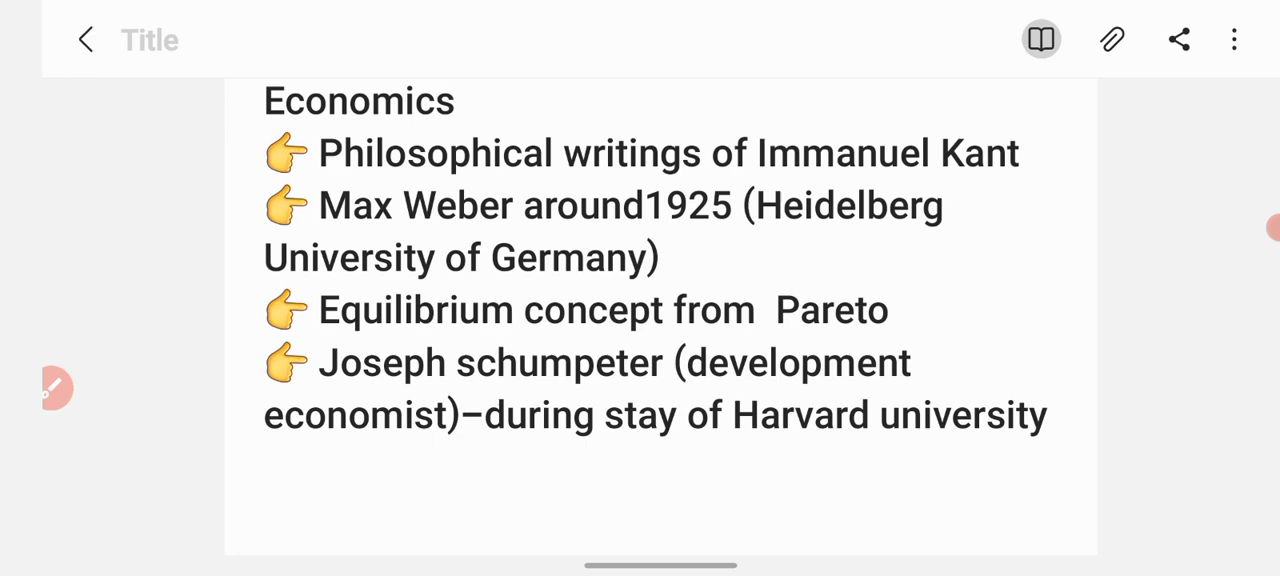 Title
Economics
👉 Philosophical writings of Immanuel Kant
👉 Max Weber around1925 (Heidelberg
University of Germany)
👉 Equilibrium concept from  Pareto
👉 Joseph schumpeter (development
economist)–during stay of Harvard university